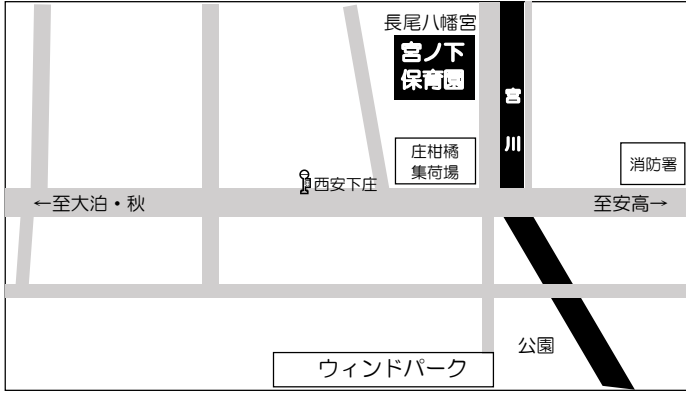 長尾八幡宮
宮ノ下
保育園
宮川
庄柑橘
集荷場
消防署
西安下庄
←至大泊・秋
至安高→
公園
ウィンドパーク